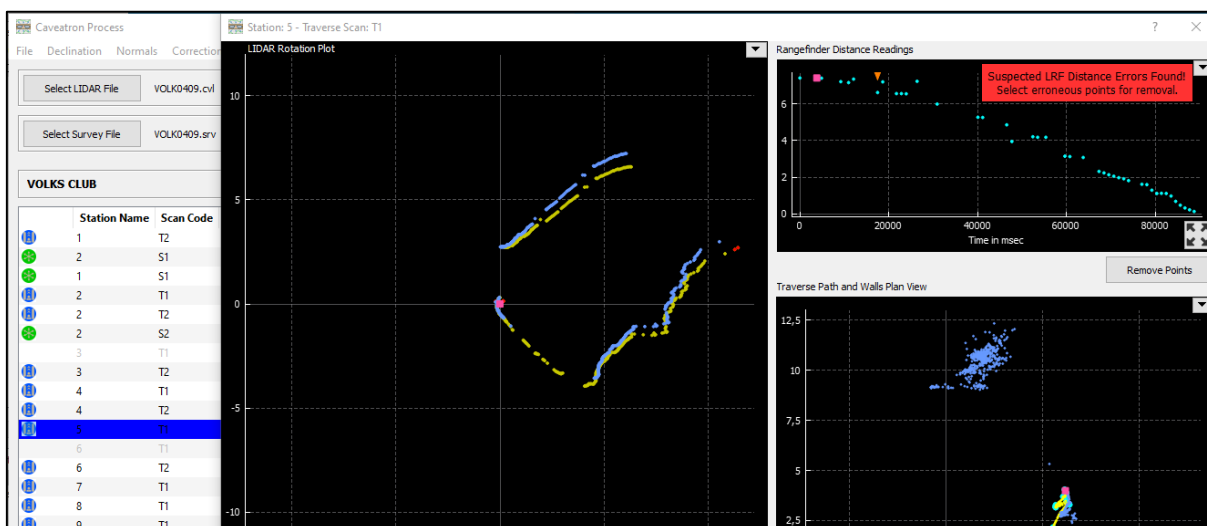 Caveatron Process
File Declination Normals Correction
Select LIDAR File VOLK0409.cvl
Select Survey File VOLK0409.srv
VOLKS CLUB
Station Name Scan Code
1 T2
2 S1
1 S1
2 T1
2 T2
2 S2
3 T1
3 T2
4 T1
4 T2
5 T1
6 T1
6 T2
7 T1
8 T1
9 T1
Station: 5 - Traverse Scan: T1
? ×
LIDAR Rotation Plot
10
5
0
-5
-10
Rangefinder Distance Readings
Suspected LRF Distance Errors Found!
Select erroneous points for removal.
6
4
2
0
0 20000 40000 60000 80000
Time in msec
Remove Points
Traverse Path and Walls Plan View
12,5
10
7,5
5
2,5